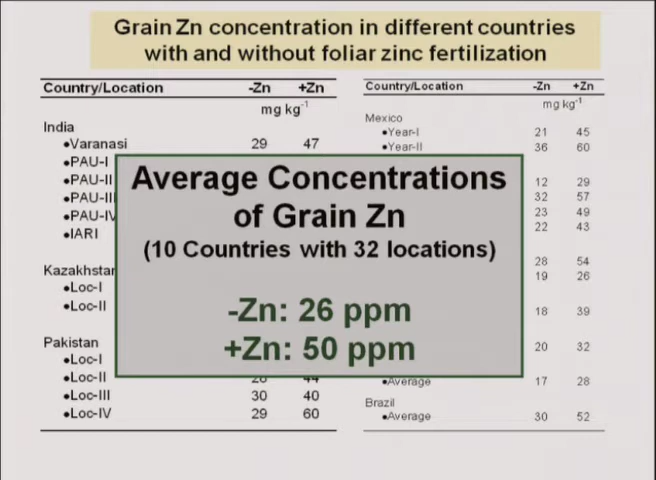 Grain Zn concentration in different countries
with and without foliar zinc fertilization
Country/Location -Zn +Zn
mg kg-1
India
•Varanasi 29 47
•PAU-I
•PAU-II
•PAU-III
•PAU-IV
•IARI
Kazakhstan
•Loc-I
•Loc-II
Pakistan
•Loc-I
•Loc-II 28 44
•Loc-III 30 40
•Loc-IV 29 60
Country/Location -Zn +Zn
mg kg-1
Mexico
•Year-I 21 45
•Year-II 36 60
12 29
32 57
23 49
22 43
28 54
19 26
18 39
20 32
•Average 17 28
Brazil
•Average 30 52
Average Concentrations
of Grain Zn
(10 Countries with 32 locations)
-Zn: 26 ppm
+Zn: 50 ppm